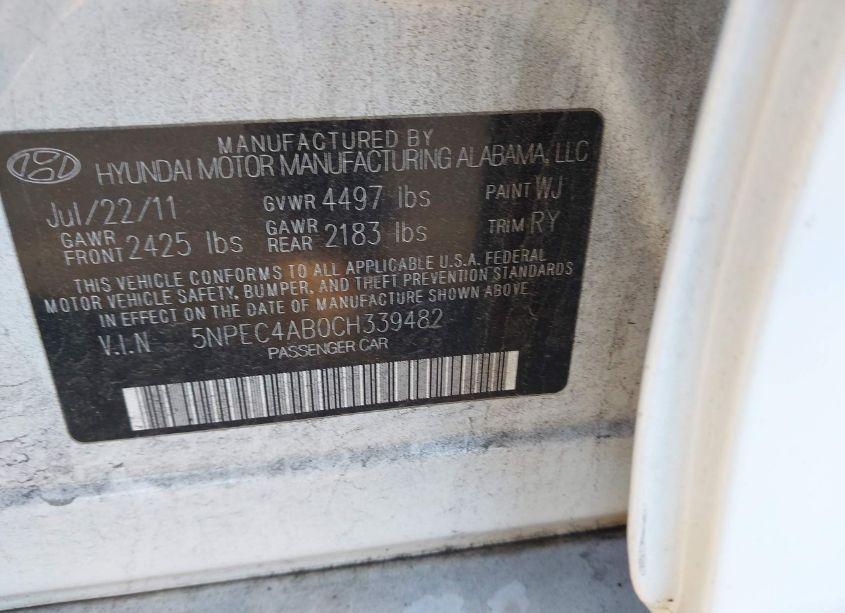 MANUFACTURED BY
HYUNDAI MOTOR MANUFACTURING ALABAMA, LLC
Jul/22/11 GVWR 4497 lbs PAINT WJ
GAWR FRONT 2425 lbs GAWR REAR 2183 lbs TRIM RY
THIS VEHICLE CONFORMS TO ALL APPLICABLE U.S.A. FEDERAL
MOTOR VEHICLE SAFETY, BUMPER, AND THEFT PREVENTION STANDARDS
IN EFFECT ON THE DATE OF MANUFACTURE SHOWN ABOVE.
V.I.N 5NPEC4AB0CH339482
PASSENGER CAR